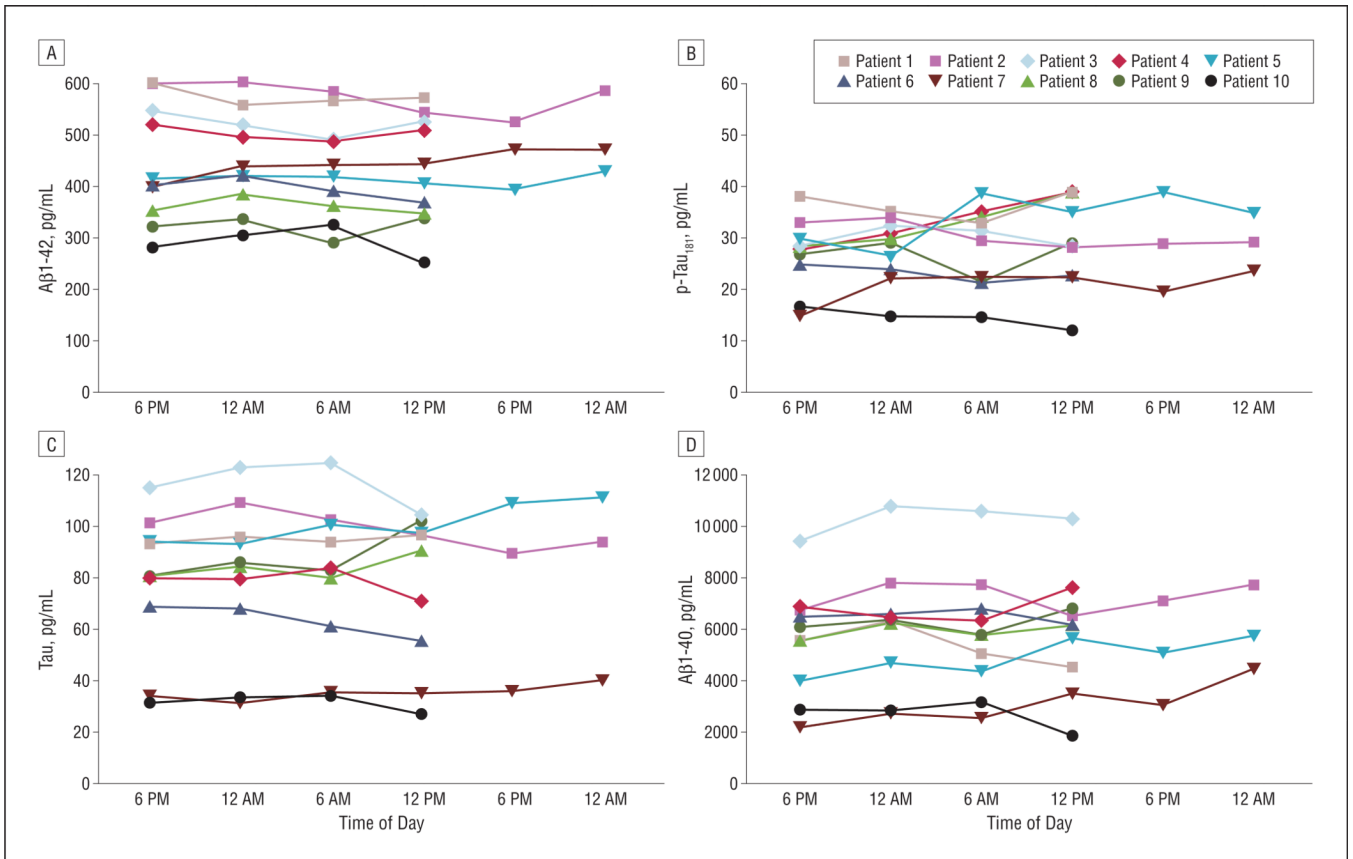 A
600
500
400
300
200
100
0
Aβ1-42, pg/mL
6 PM 12 AM 6 AM 12 PM 6 PM 12 AM
B
Patient 1 Patient 2 Patient 3 Patient 4 Patient 5
Patient 6 Patient 7 Patient 8 Patient 9 Patient 10
60
50
40
30
20
10
0
p-Tau181, pg/mL
6 PM 12 AM 6 AM 12 PM 6 PM 12 AM
C
120
100
80
60
40
20
0
Tau, pg/mL
6 PM 12 AM 6 AM 12 PM 6 PM 12 AM
Time of Day
D
12 000
10 000
8000
6000
4000
2000
0
Aβ1-40, pg/mL
6 PM 12 AM 6 AM 12 PM 6 PM 12 AM
Time of Day